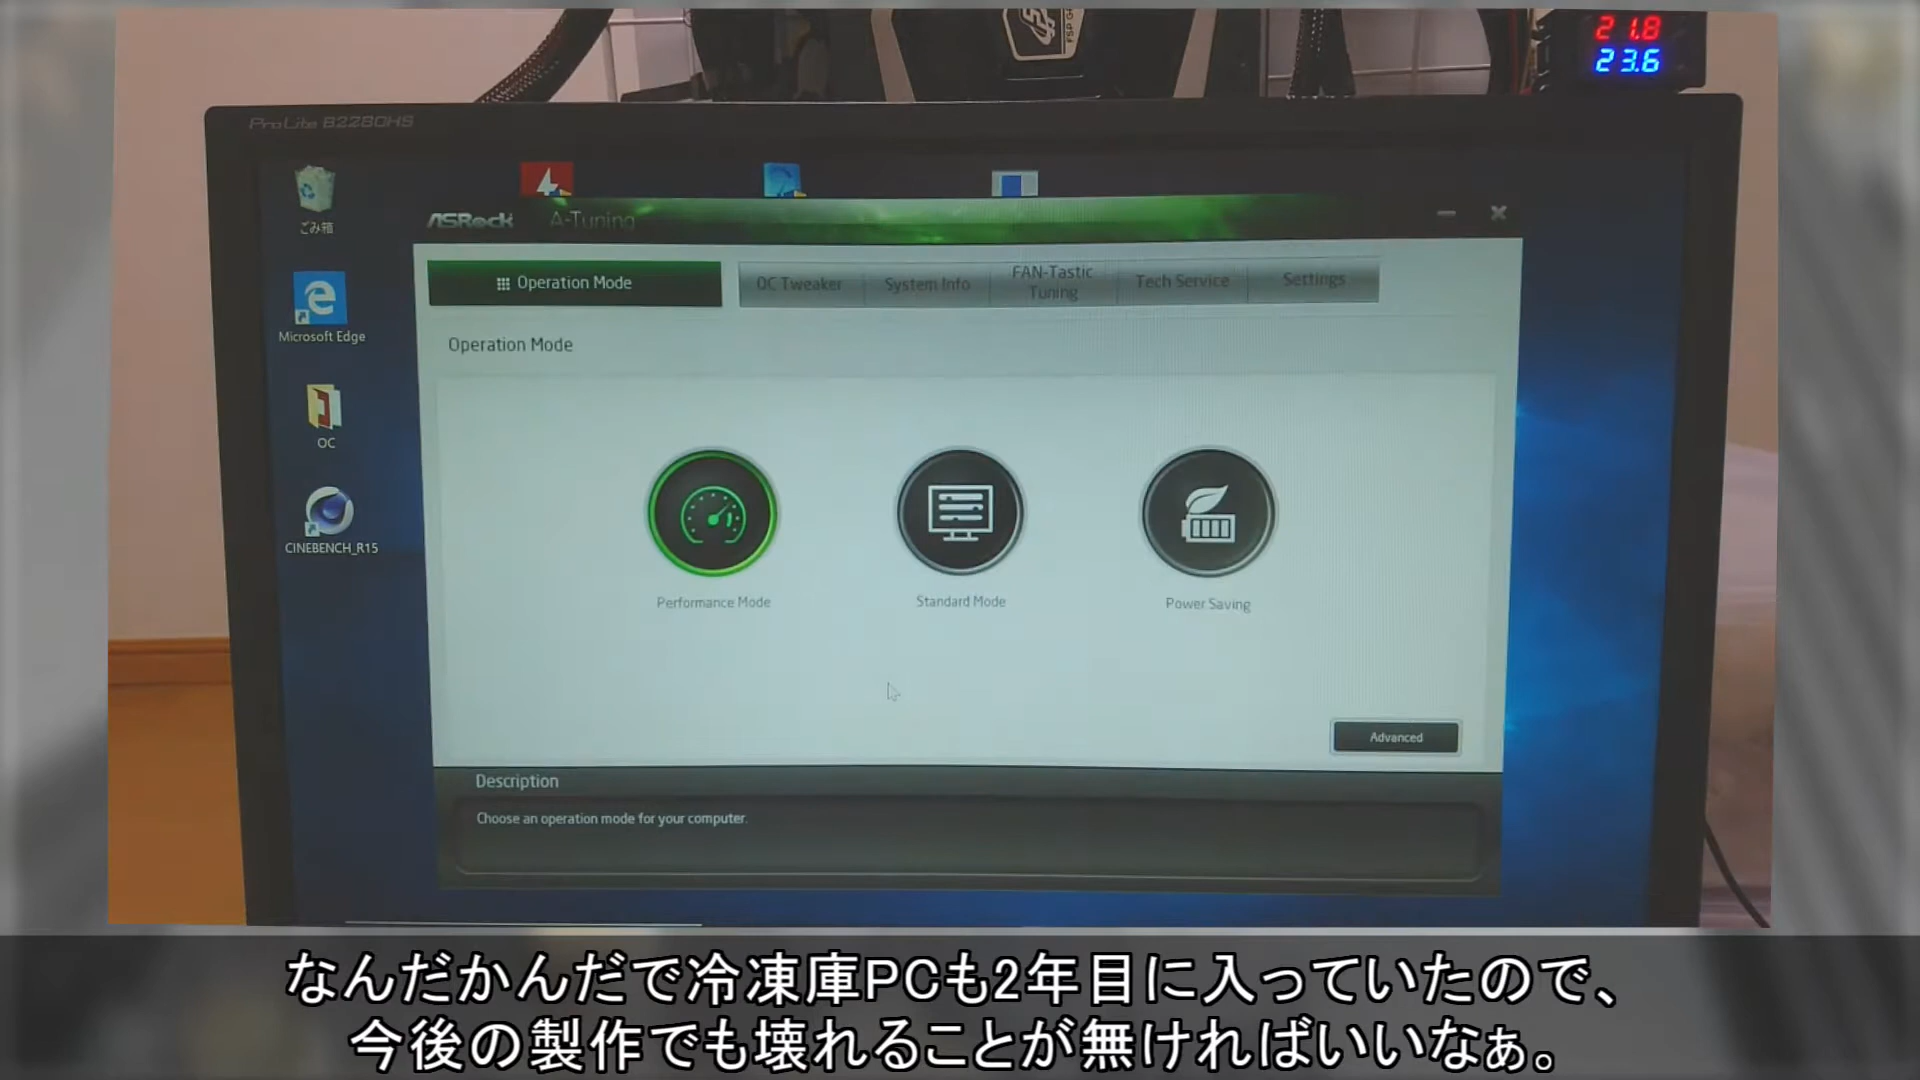 FSP G
21.8
23.6
ProLite B2280HS
ごみ箱
ASRock A-Tuning
Operation Mode
OC Tweaker
System Info
FAN-Tastic
Tuning
Tech Service
Settings
Microsoft Edge
Operation Mode
OC
CINEBENCH_R15
Performance Mode
Standard Mode
Power Saving
Advanced
Description
Choose an operation mode for your computer.
なんだかんだで冷凍庫PCも2年目に入っていたので、
今後の製作でも壊れることが無ければいいなぁ。